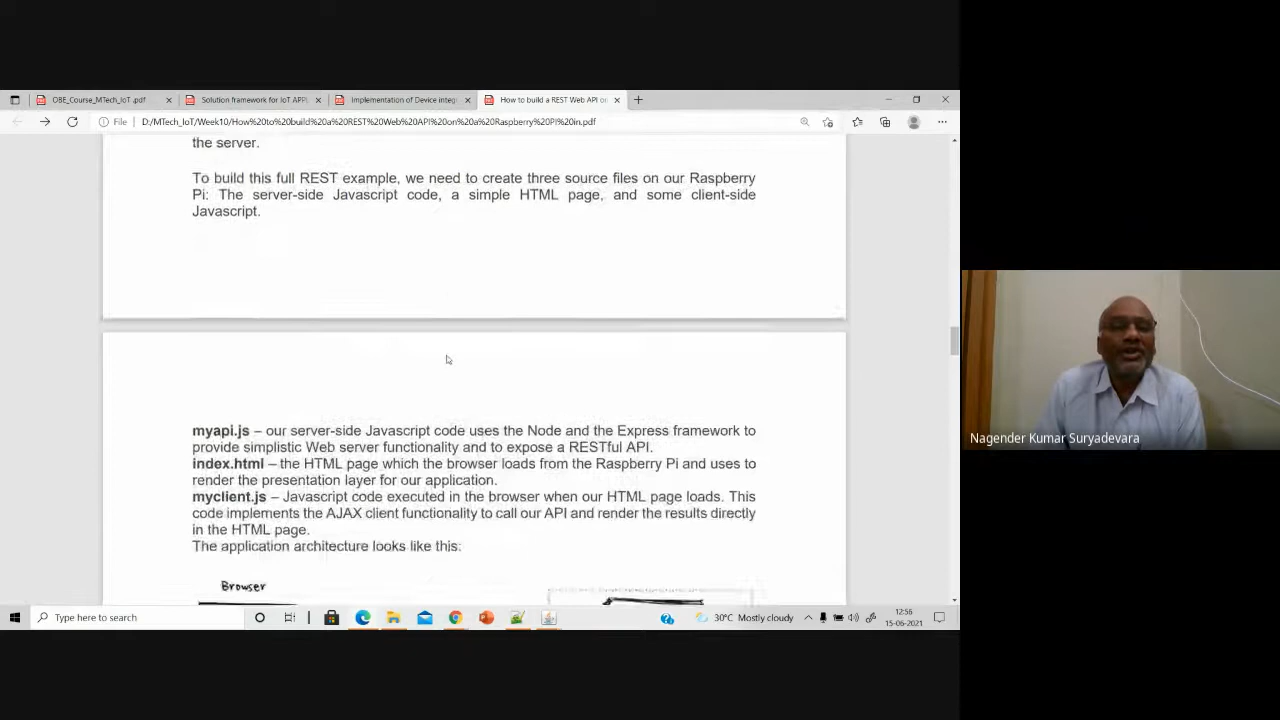 OBE_Course_MTech_IoT .pdf
Solution framework for IoT APPL
Implementation of Device integ
How to build a REST Web API o
File
D:/MTech_IoT/Week10/How%20to%20build%20a%20REST%20Web%20API%20on%20a%20Raspberry%20PI%20in.pdf
the server.
To build this full REST example, we need to create three source files on our Raspberry
Pi: The server-side Javascript code, a simple HTML page, and some client-side
Javascript.
myapi.js – our server-side Javascript code uses the Node and the Express framework to
provide simplistic Web server functionality and to expose a RESTful API.
index.html – the HTML page which the browser loads from the Raspberry Pi and uses to
render the presentation layer for our application.
myclient.js – Javascript code executed in the browser when our HTML page loads. This
code implements the AJAX client functionality to call our API and render the results directly
in the HTML page.
The application architecture looks like this:
Browser
Type here to search
30°C Mostly cloudy
12:56
15-06-2021
Nagender Kumar Suryadevara